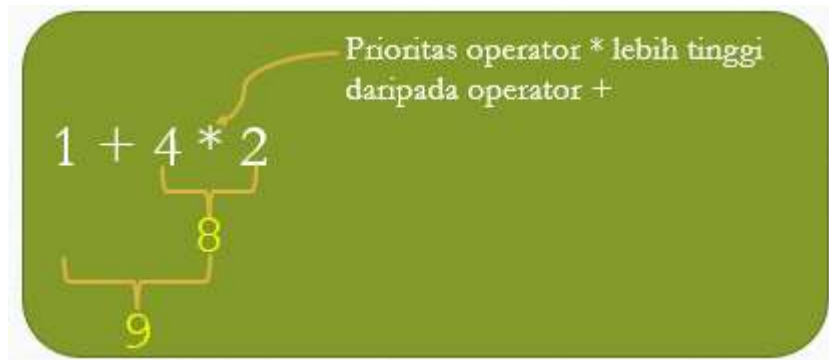 Prioritas operator * lebih tinggi
daripada operator +
1 + 4 * 2
8
9